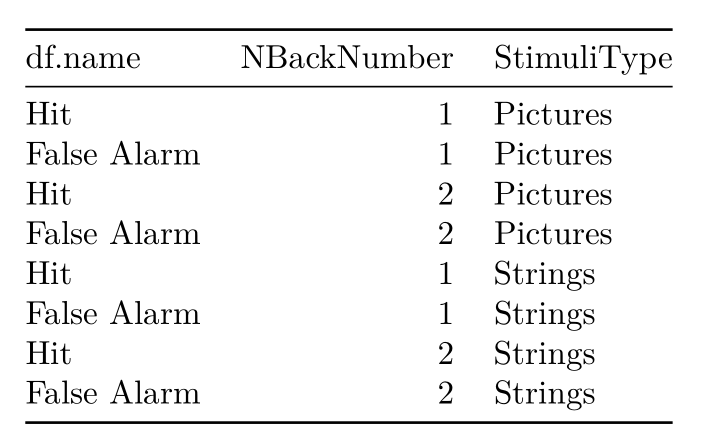 df.name NBackNumber StimuliType
Hit 1 Pictures
False Alarm 1 Pictures
Hit 2 Pictures
False Alarm 2 Pictures
Hit 1 Strings
False Alarm 1 Strings
Hit 2 Strings
False Alarm 2 Strings